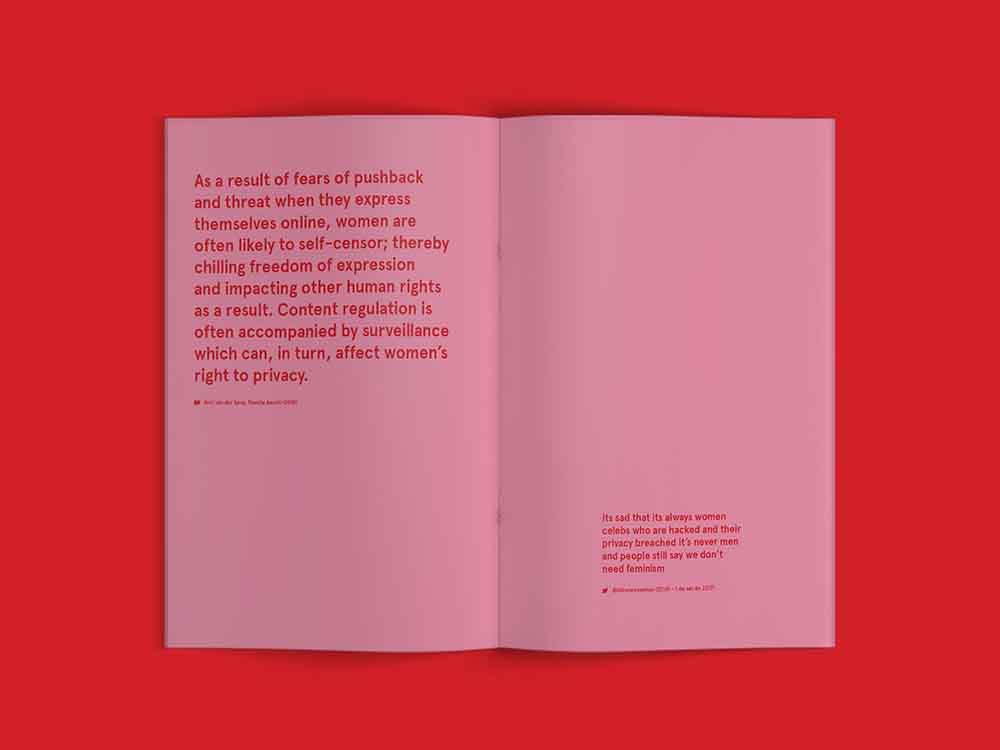 As a result of fears of pushback
and threat when they express
themselves online, women are
often likely to self-censor; thereby
chilling freedom of expression
and impacting other human rights
as a result. Content regulation is
often accompanied by surveillance
which can, in turn, affect women's
right to privacy.
its sad that its always women
celebs who are hacked and their
privacy breached it's never men
and people still say we don't
need feminism